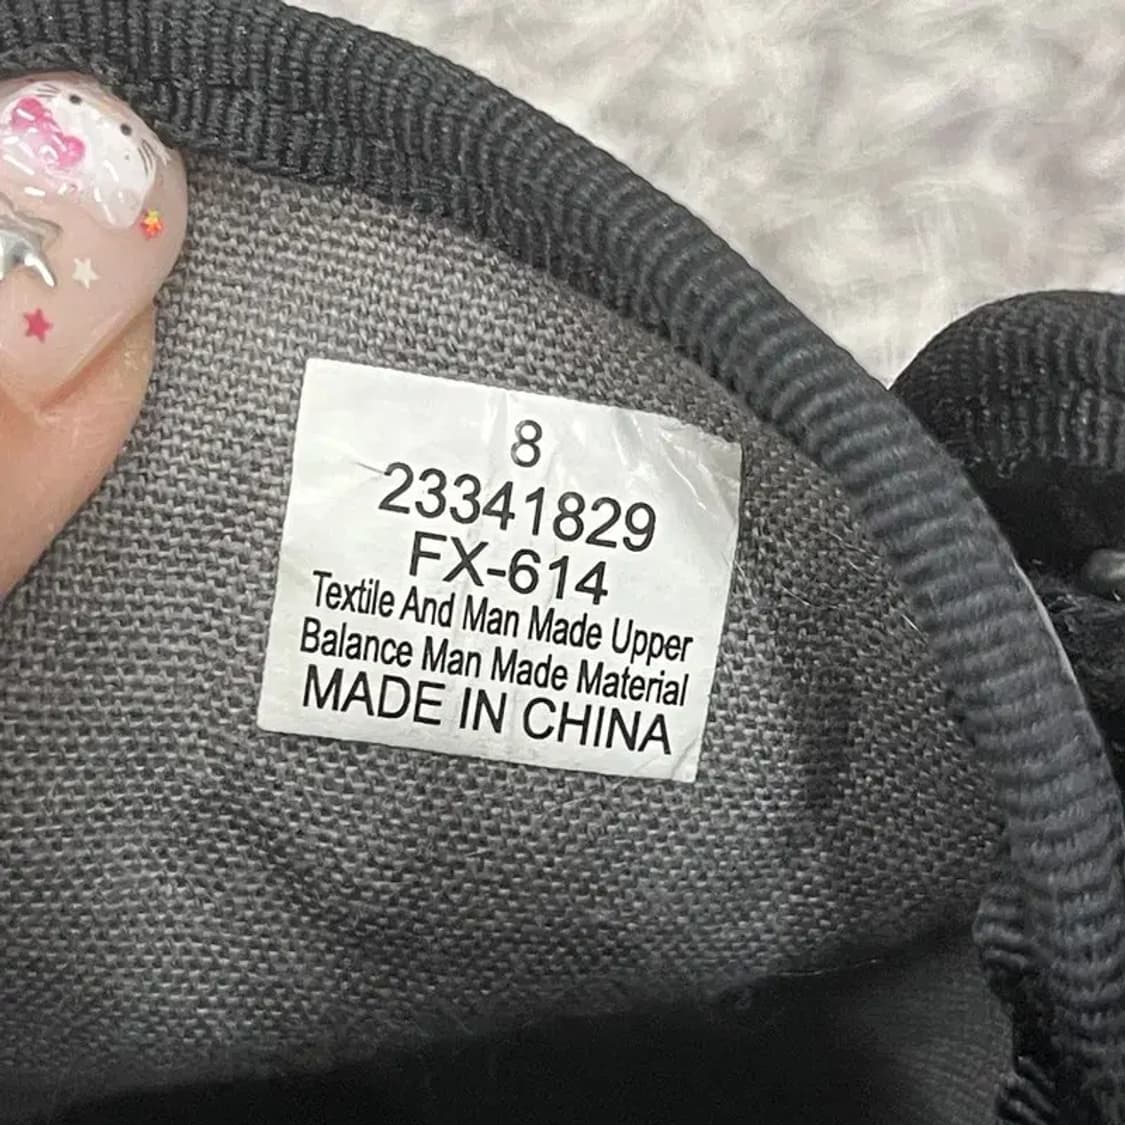 8
23341829
FX-614
Textile And Man Made Upper
Balance Man Made Material
MADE IN CHINA